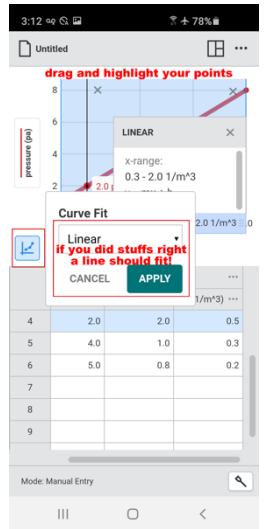 3:12 78%
Untitled
drag and highlight your points
8
6
4
2
pressure (pa)
LINEAR
x-range:
0.3 - 2.0 1/m^3
2.0 p
2.0 1/m^3 .0
Curve Fit
Linear
if you did stuffs right
a line should fit!
CANCEL APPLY
1/m^3)
4 2.0 2.0 0.5
5 4.0 1.0 0.3
6 5.0 0.8 0.2
7
8
9
Mode: Manual Entry